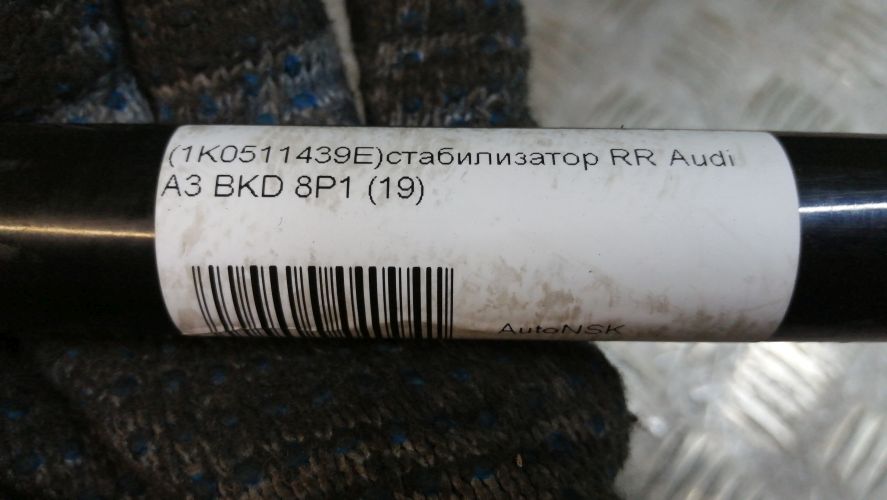 (1K0511439E)стабилизатор RR Audi
A3 BKD 8P1 (19)
AutoNSK